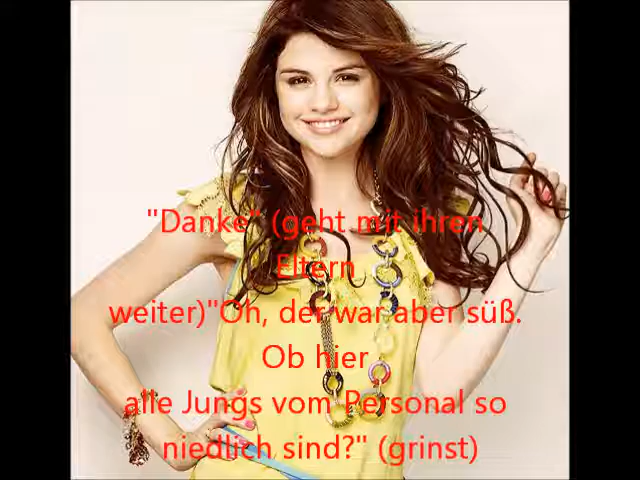 "Danke" (geht mit ihren
Eltern
weiter)"Oh, der war aber süß.
Ob hier
alle Jungs vom Personal so
niedlich sind?" (grinst)